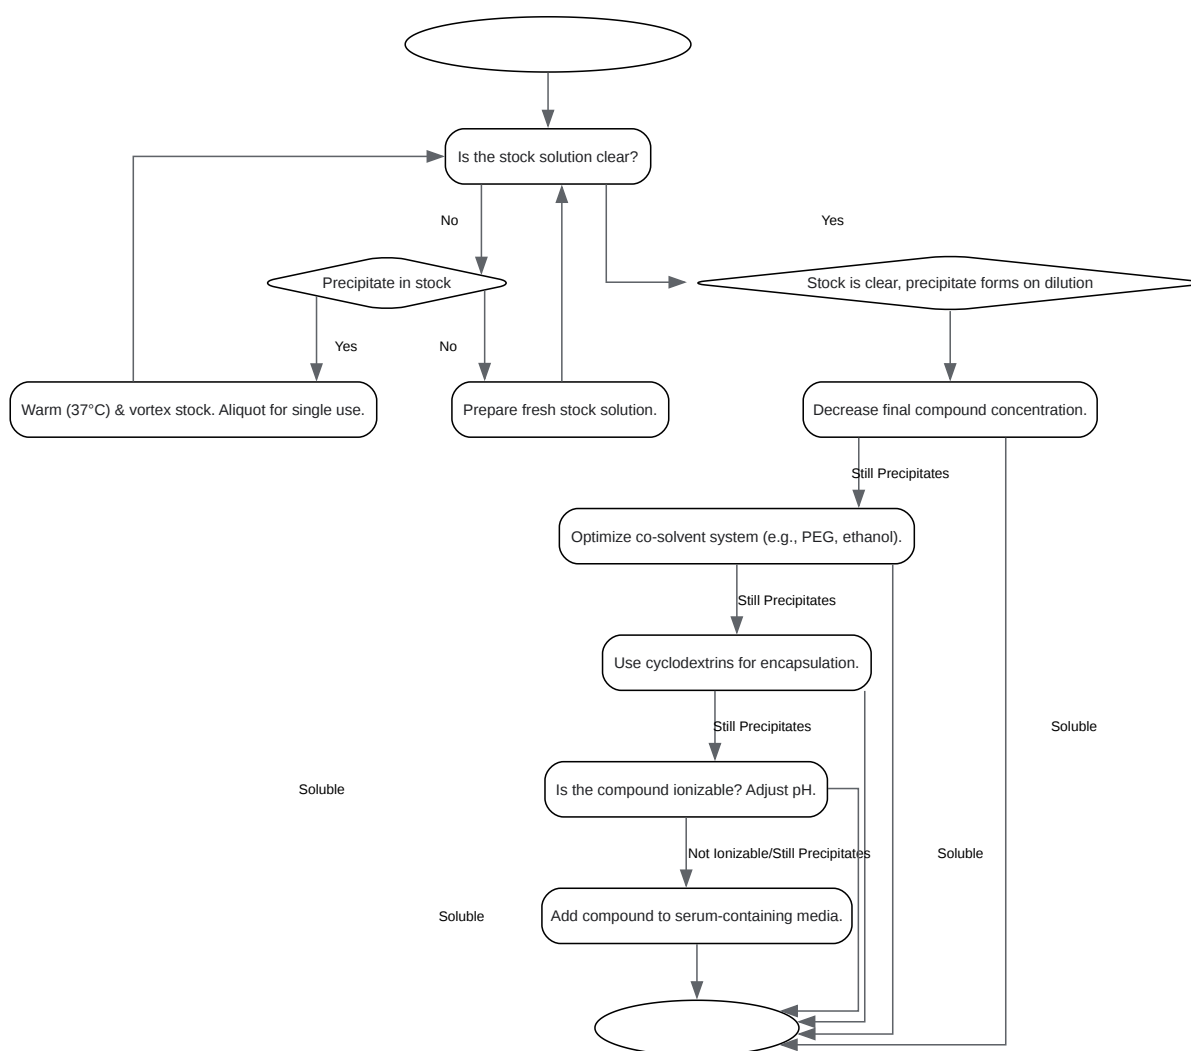 Is the stock solution clear?
No
Yes
Precipitate in stock
Stock is clear, precipitate forms on dilution
Yes
No
Warm (37°C) & vortex stock. Aliquot for single use.
Prepare fresh stock solution.
Decrease final compound concentration.
Still Precipitates
Optimize co-solvent system (e.g., PEG, ethanol).
Still Precipitates
Use cyclodextrins for encapsulation.
Still Precipitates
Soluble
Soluble
Is the compound ionizable? Adjust pH.
Not Ionizable/Still Precipitates
Soluble
Soluble
Add compound to serum-containing media.